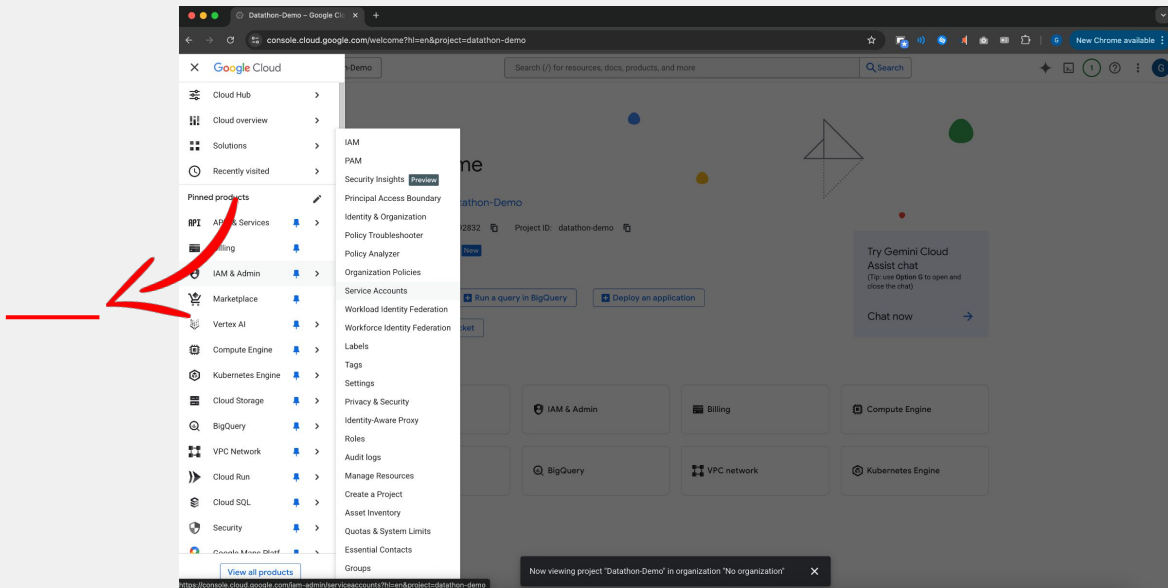 Datathon-Demo – Google Clo
console.cloud.google.com/welcome?hl=en&project=datathon-demo
New Chrome available
Google Cloud
-Demo
Search (/) for resources, docs, products, and more
Search
1
G
Cloud Hub
Cloud overview
Solutions
Recently visited
Pinned products
API
& Services
Billing
IAM & Admin
Marketplace
Vertex AI
Compute Engine
Kubernetes Engine
Cloud Storage
BigQuery
VPC Network
Cloud Run
Cloud SQL
Security
Google Maps Platf
View all products
IAM
PAM
Security Insights Preview
Principal Access Boundary
Identity & Organization
Policy Troubleshooter
Policy Analyzer
Organization Policies
Service Accounts
Workload Identity Federation
Workforce Identity Federation
Labels
Tags
Settings
Privacy & Security
Identity-Aware Proxy
Roles
Audit logs
Manage Resources
Create a Project
Asset Inventory
Quotas & System Limits
Essential Contacts
Groups
me
atathon-Demo
2832 Project ID: datathon-demo
New
Run a query in BigQuery
Deploy an application
ket
Try Gemini Cloud
Assist chat
(Tip: use Option G to open and
close the chat)
Chat now
IAM & Admin
Billing
Compute Engine
BigQuery
VPC network
Kubernetes Engine
Now viewing project "Datathon-Demo" in organization "No organization"
https://console.cloud.google.com/iam-admin/serviceaccounts?hl=en&project=datathon-demo